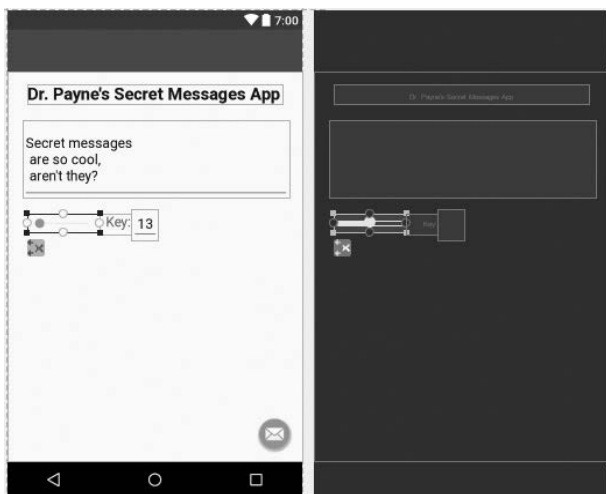 7:00
Dr. Payne's Secret Messages App
Secret messages
are so cool,
aren't they?
Key: 13
Dr. Payne's Secret Messages App
Key: